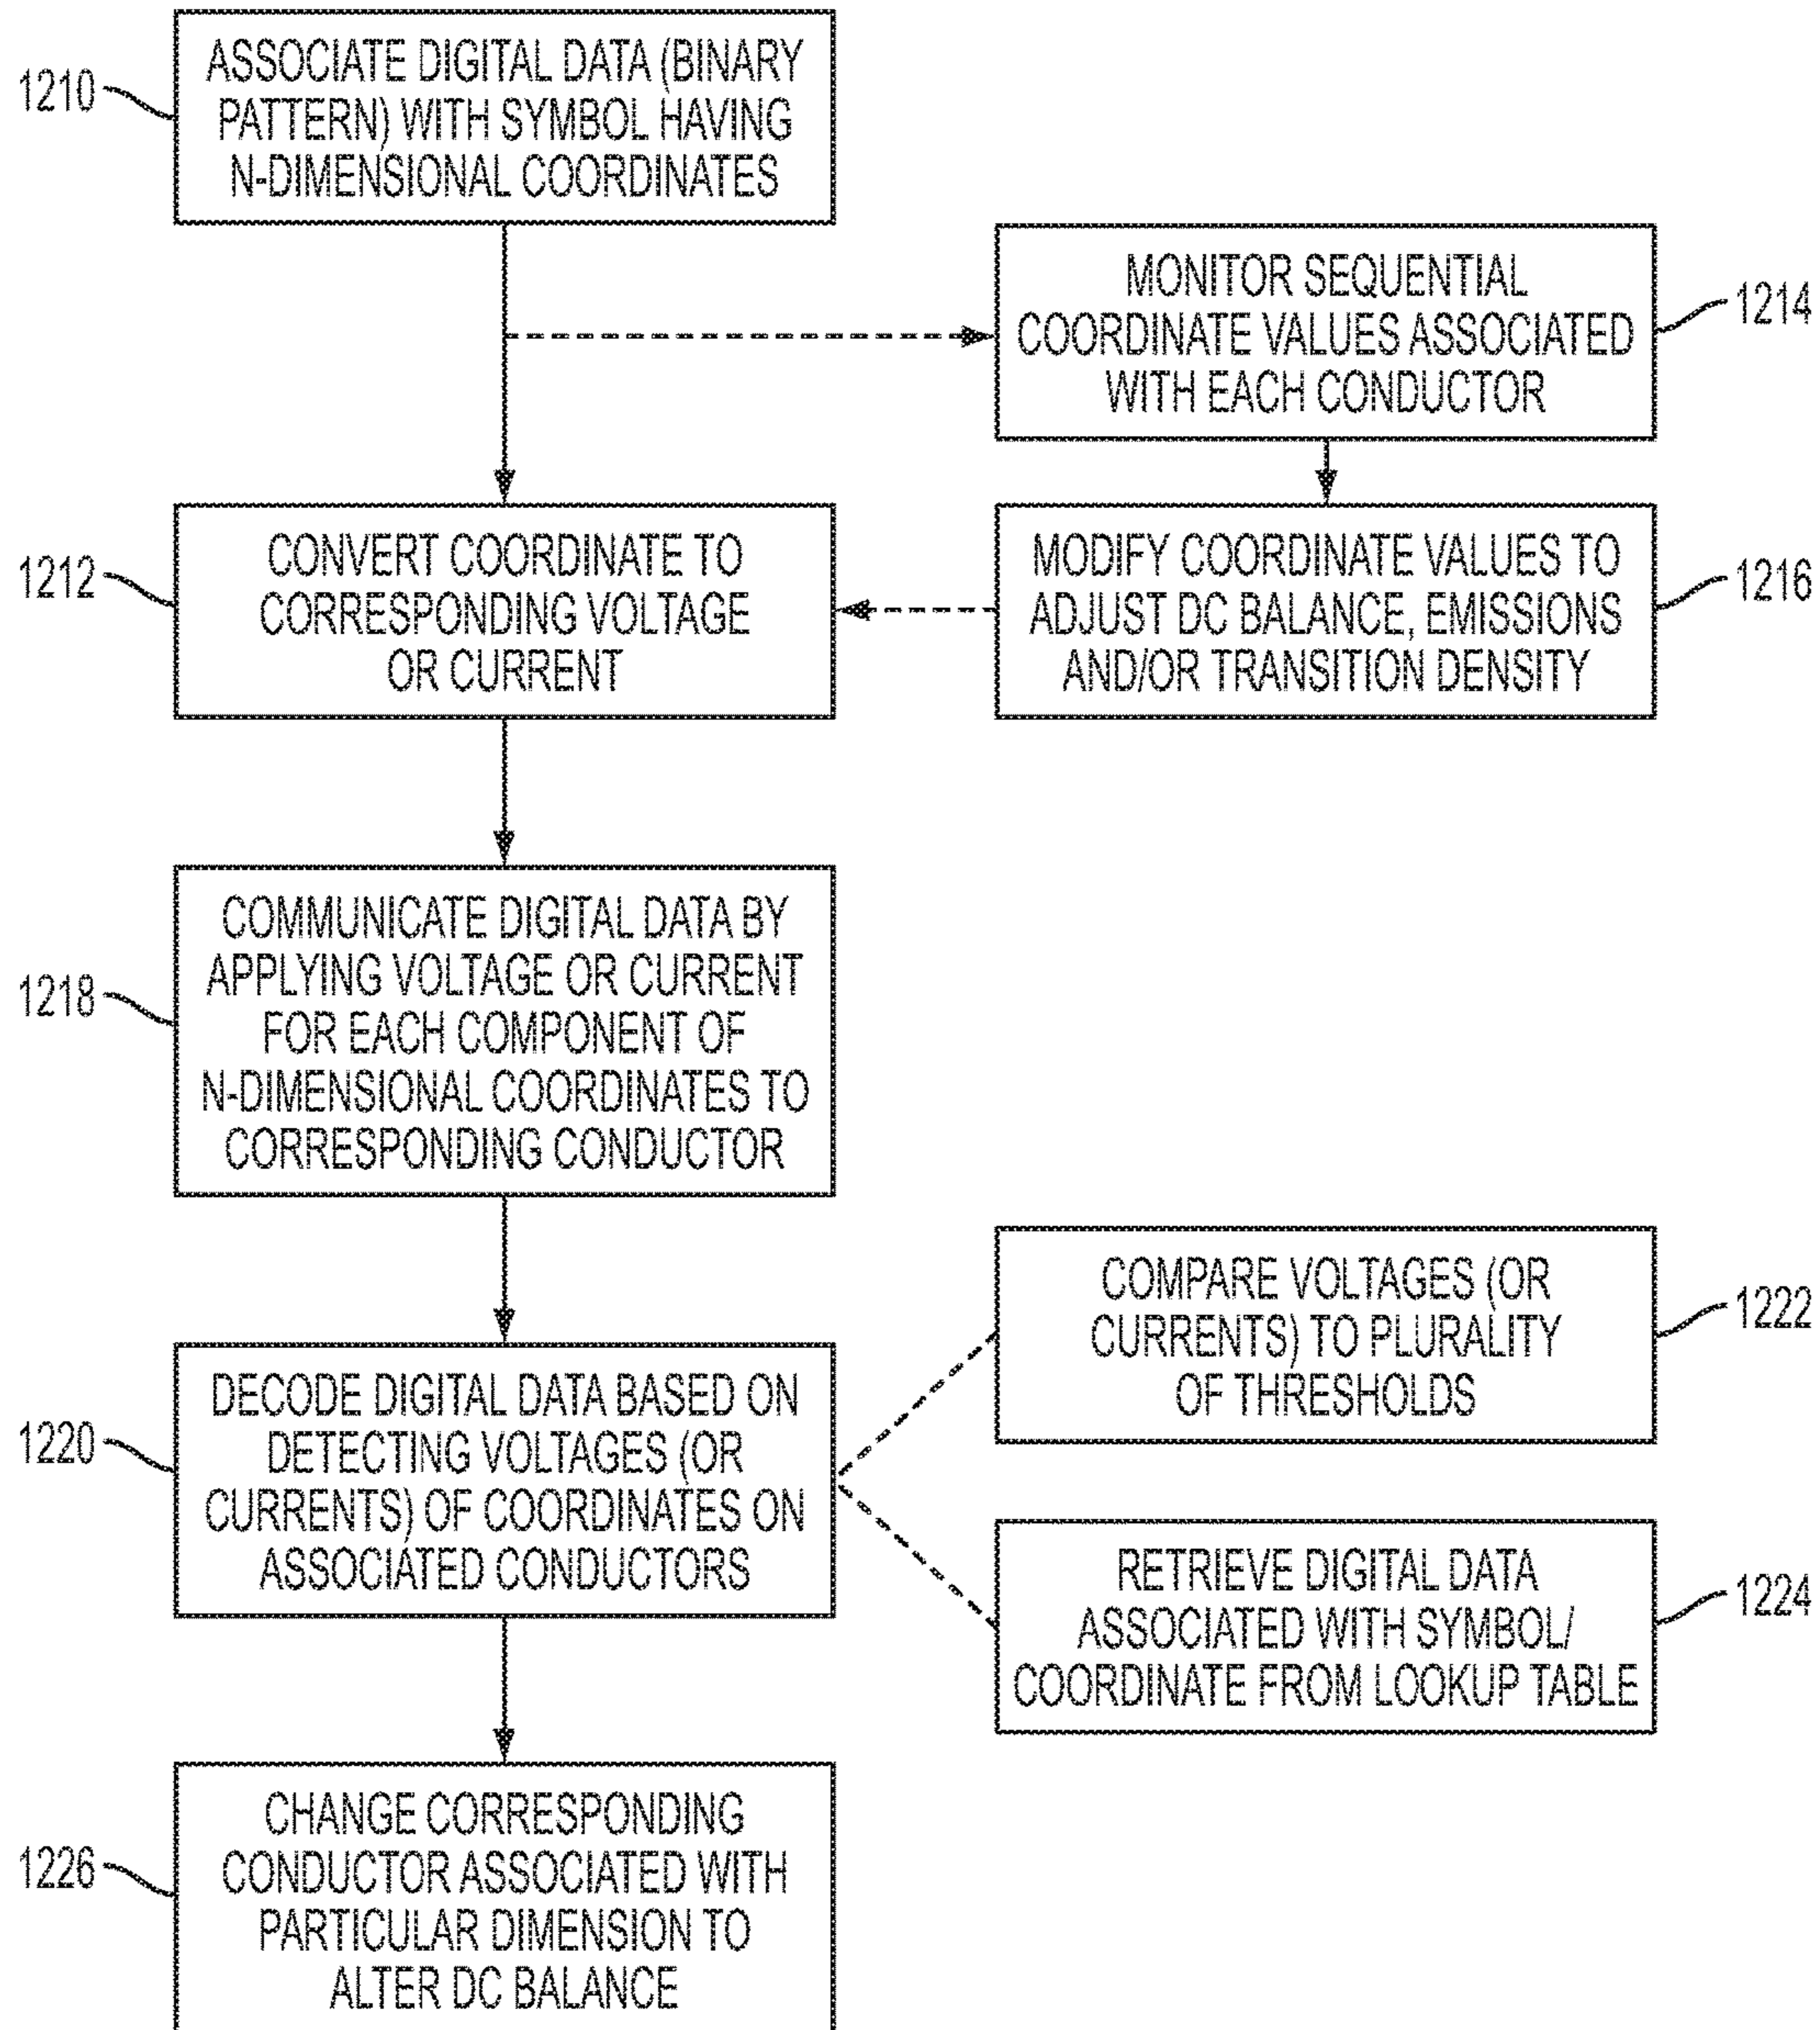 1210
ASSOCIATE DIGITAL DATA (BINARY
PATTERN) WITH SYMBOL HAVING
N-DIMENSIONAL COORDINATES
MONITOR SEQUENTIAL
COORDINATE VALUES ASSOCIATED
WITH EACH CONDUCTOR
1214
1212
CONVERT COORDINATE TO
CORRESPONDING VOLTAGE
OR CURRENT
MODIFY COORDINATE VALUES TO
ADJUST DC BALANCE, EMISSIONS
AND/OR TRANSITION DENSITY
1216
1218
COMMUNICATE DIGITAL DATA BY
APPLYING VOLTAGE OR CURRENT
FOR EACH COMPONENT OF
N-DIMENSIONAL COORDINATES TO
CORRESPONDING CONDUCTOR
COMPARE VOLTAGES (OR
CURRENTS) TO PLURALITY
OF THRESHOLDS
1222
1220
DECODE DIGITAL DATA BASED ON
DETECTING VOLTAGES (OR
CURRENTS) OF COORDINATES ON
ASSOCIATED CONDUCTORS
RETRIEVE DIGITAL DATA
ASSOCIATED WITH SYMBOL/
COORDINATE FROM LOOKUP TABLE
1224
1226
CHANGE CORRESPONDING
CONDUCTOR ASSOCIATED WITH
PARTICULAR DIMENSION TO
ALTER DC BALANCE